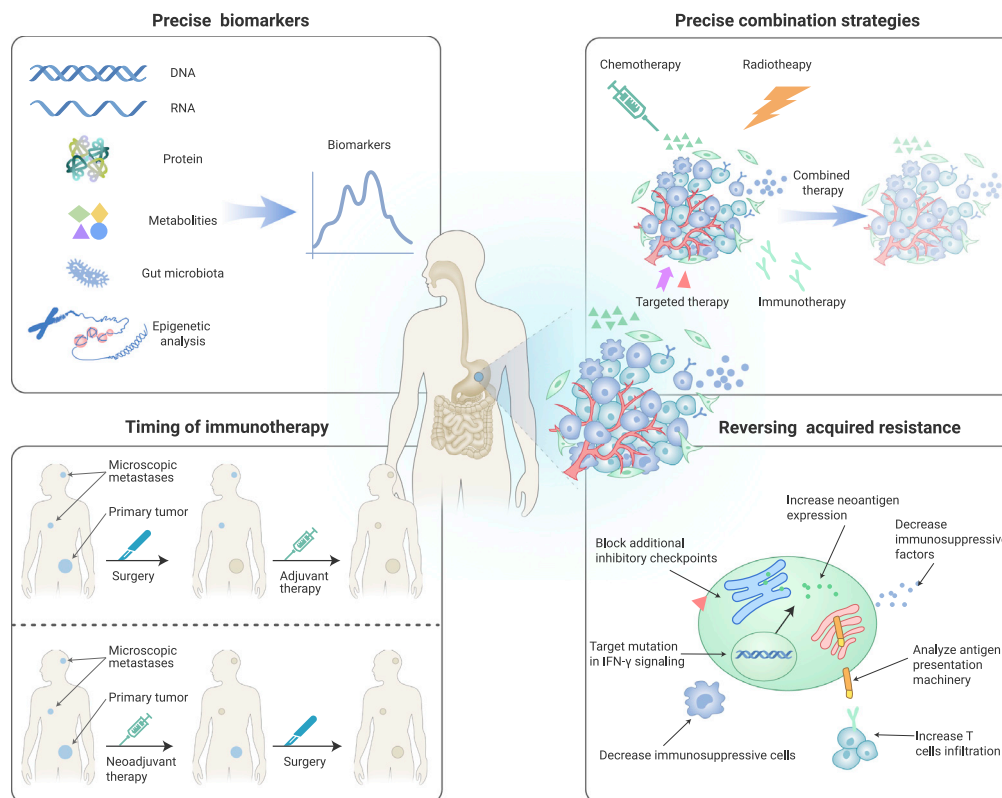 Precise biomarkers
DNA
RNA
Protein
Metabolities
Gut microbiota
Epigenetic
analysis
Biomarkers
Precise combination strategies
Chemotherapy
Radiotheapy
Combined
therapy
Targeted therapy
Immunotherapy
Timing of immunotherapy
Microscopic
metastases
Primary tumor
Surgery
Adjuvant
therapy
Microscopic
metastases
Primary tumor
Neoadjuvant
therapy
Surgery
Reversing acquired resistance
Increase neoantigen
expression
Decrease
immunosuppressive
factors
Block additional
inhibitory checkpoints
Target mutation
in IFN-γ signaling
Analyze antigen
presentation
machinery
Decrease immunosuppressive cells
Increase T
cells infiltration